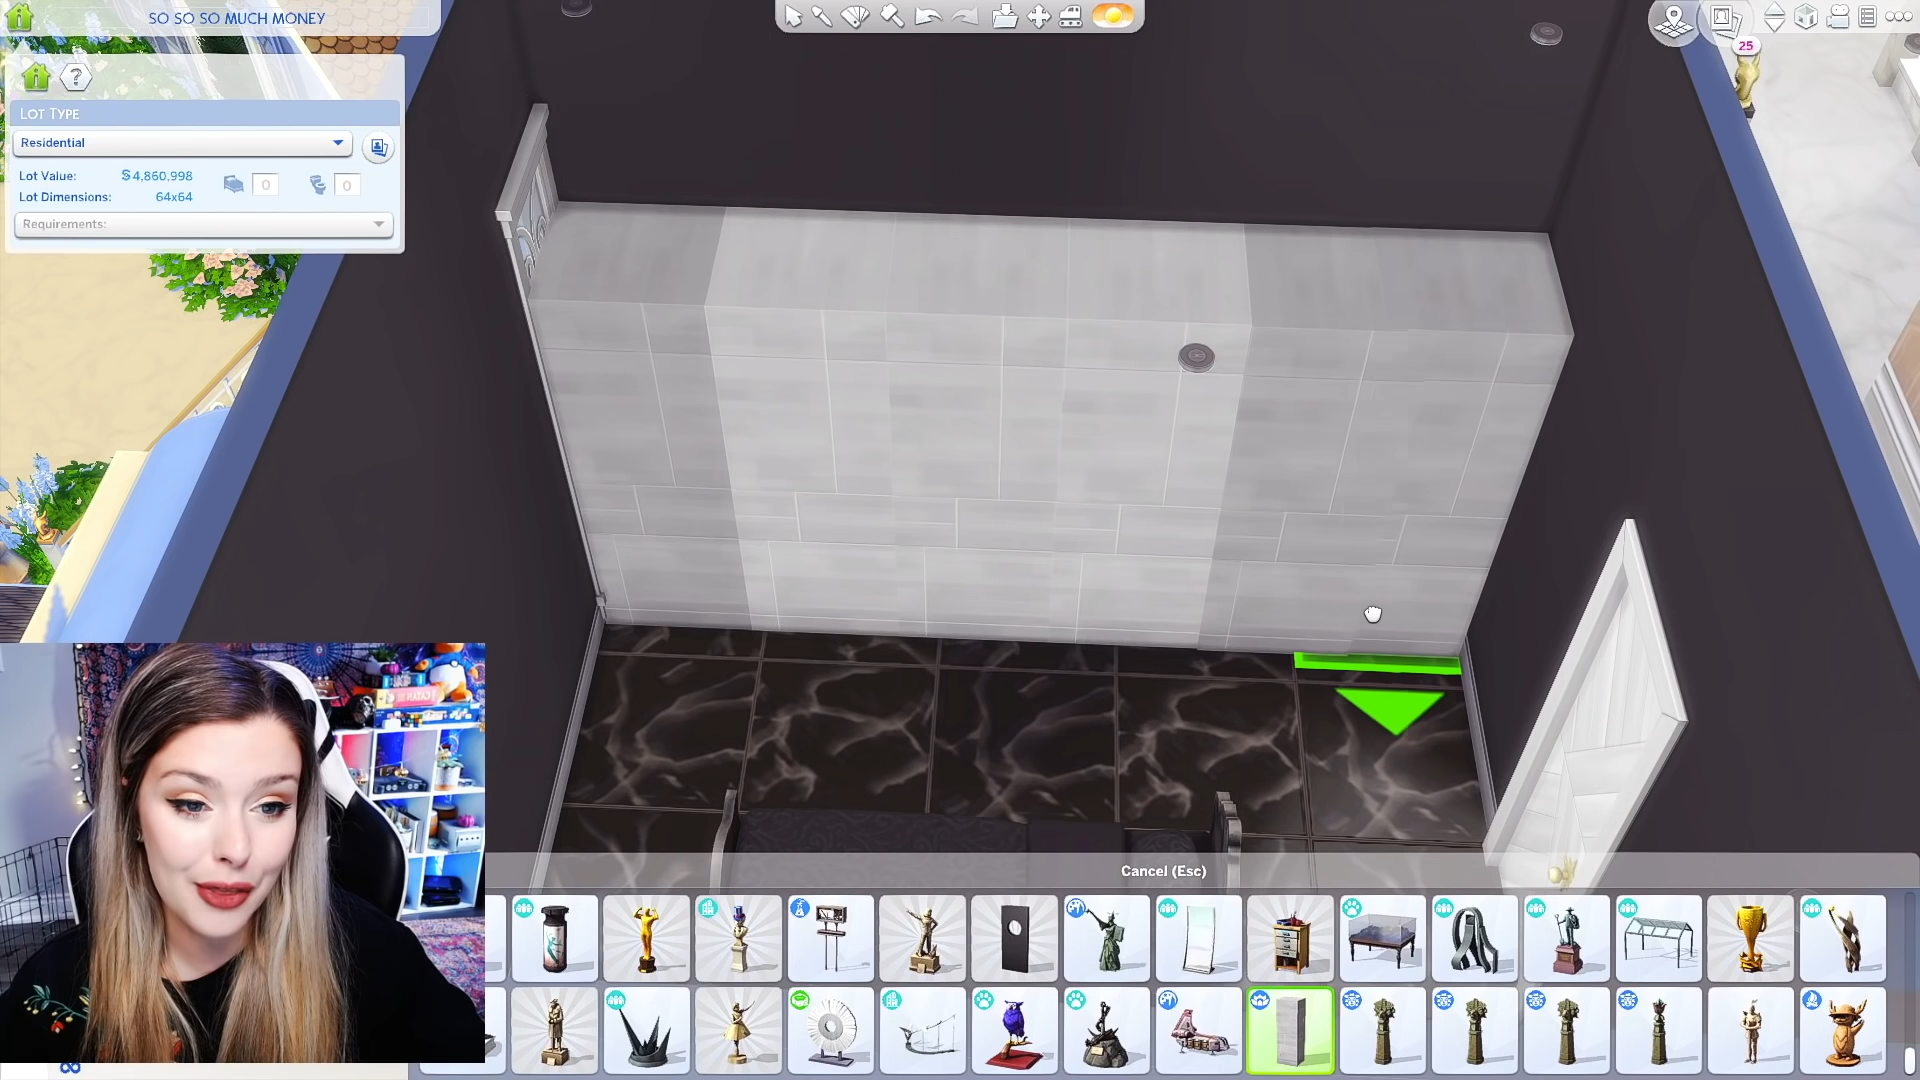 SO SO SO MUCH MONEY
25
LOT TYPE
Residential
Lot Value: §4,860,998
0
0
Lot Dimensions: 64x64
Requirements:
CATAN
Cancel (Esc)